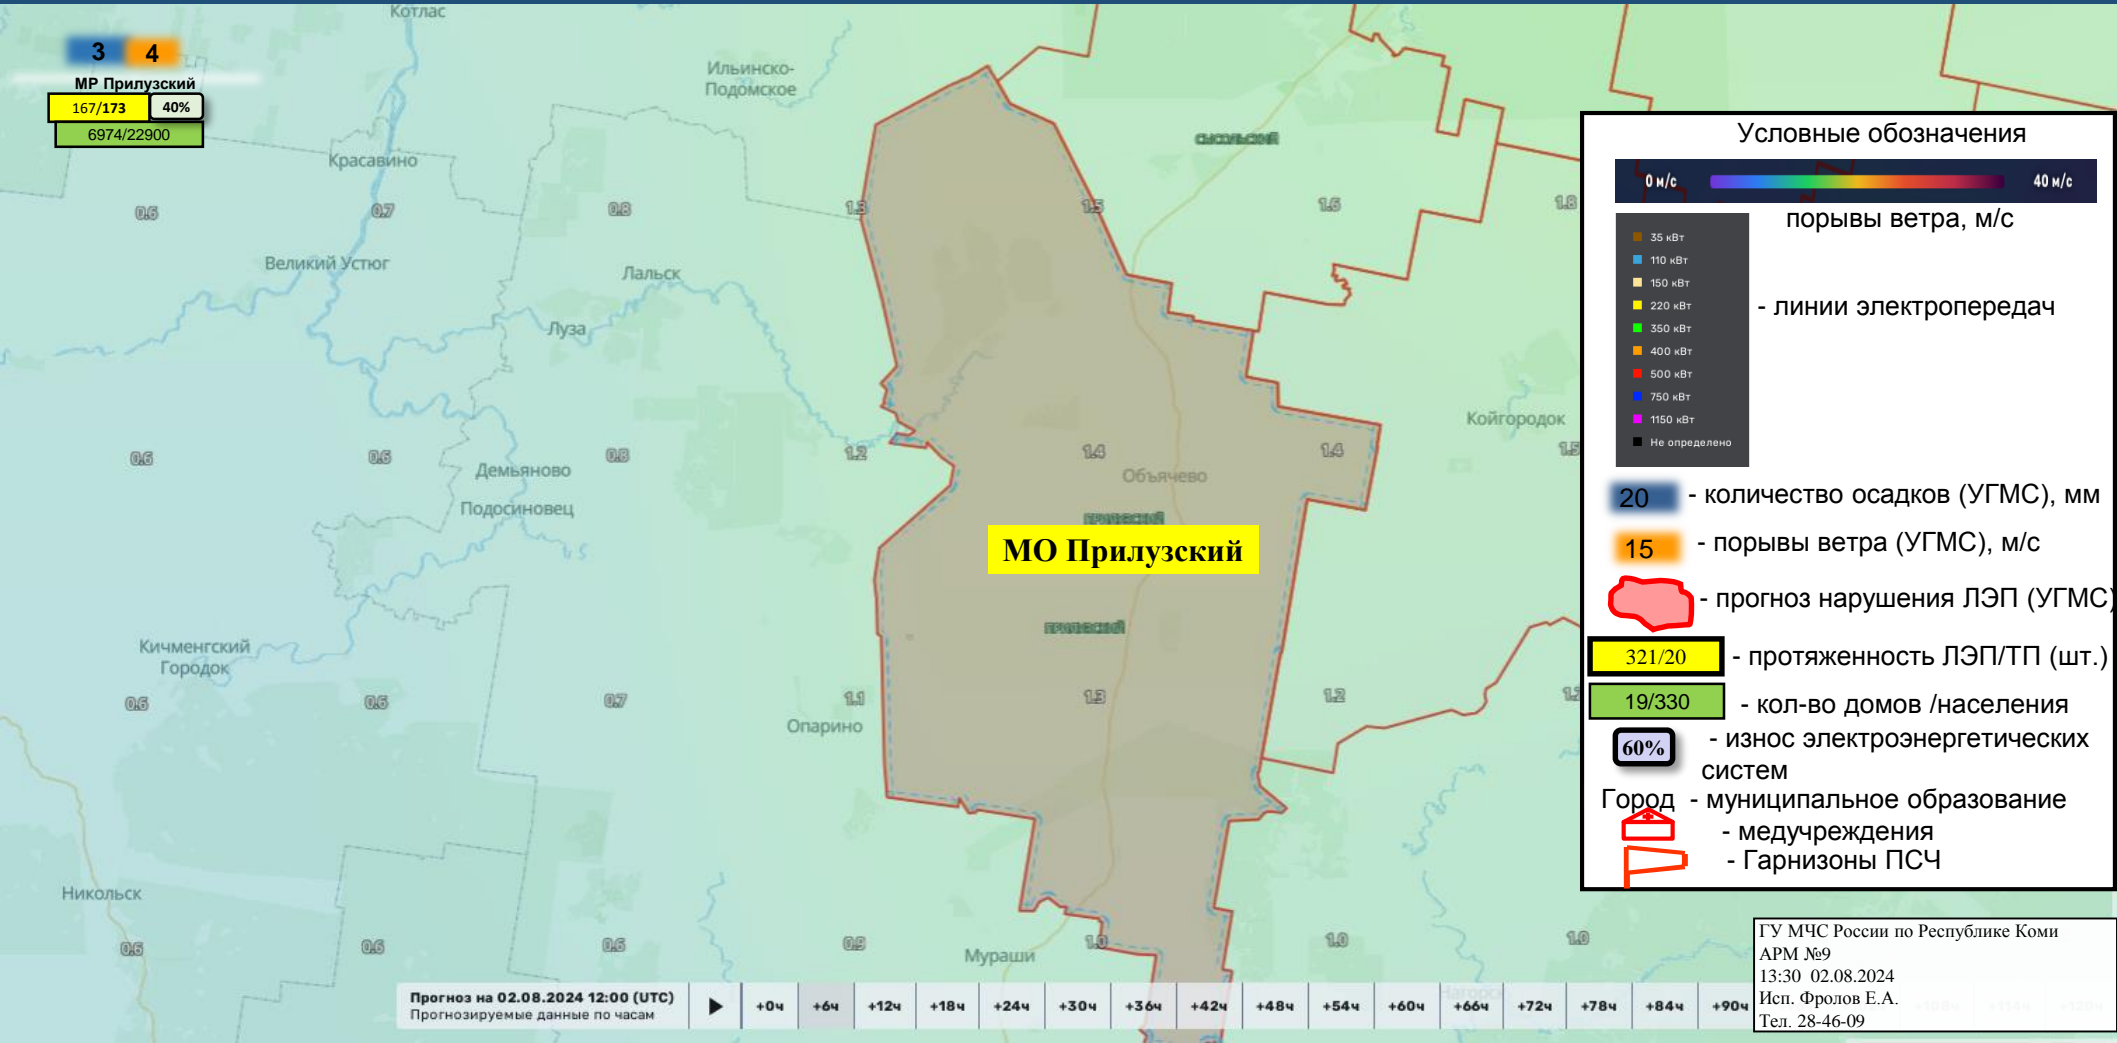 Котлас
3 4
МР Прилузский
167/173 40%
6974/22900
Ильинско-
Подомское
Красавино
0.6 0.7 0.8 1.3 1.5 1.6 1.8
Великий Устюг
Лальск
Луза
Койгородок
0.6 0.6 0.8 1.2 1.4 1.4 1.5
Демьяново
Объячево
Подосиновец
МО Прилузский
Кичменгский
Городок
0.6 0.6 0.7 1.1 1.3 1.2
Опарино
Никольск
0.6 0.6 0.6 0.9 1.0 1.0 1.0
Мураши
Условные обозначения
0 м/с 40 м/с
порывы ветра, м/с
35 кВт
110 кВт
150 кВт
220 кВт
350 кВт
400 кВт
500 кВт
750 кВт
1150 кВт
Не определено
- линии электропередач
20 - количество осадков (УГМС), мм
15 - порывы ветра (УГМС), м/с
- прогноз нарушения ЛЭП (УГМС)
321/20 - протяженность ЛЭП/ТП (шт.)
19/330 - кол-во домов /населения
60% - износ электроэнергетических
систем
Город - муниципальное образование
- медучреждения
- Гарнизоны ПСЧ
ГУ МЧС России по Республике Коми
АРМ №9
13:30 02.08.2024
Исп. Фролов Е.А.
Тел. 28-46-09
Прогноз на 02.08.2024 12:00 (UTC)
Прогнозируемые данные по часам
+0ч +6ч +12ч +18ч +24ч +30ч +36ч +42ч +48ч +54ч +60ч +66ч +72ч +78ч +84ч +90ч